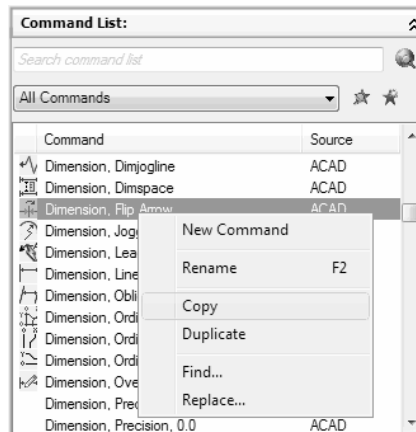 Command List:
Search command list
All Commands
Command Source
Dimension, Dimjogline ACAD
Dimension, Dimspace ACAD
Dimension, Flip Arrow ACAD
Dimension, Jog
Dimension, Lea
Dimension, Line
Dimension, Obli
Dimension, Ordi
Dimension, Ordi
Dimension, Ordi
Dimension, Ove
Dimension, Prec
Dimension, Precision, 0.0 ACAD
New Command
Rename F2
Copy
Duplicate
Find...
Replace...